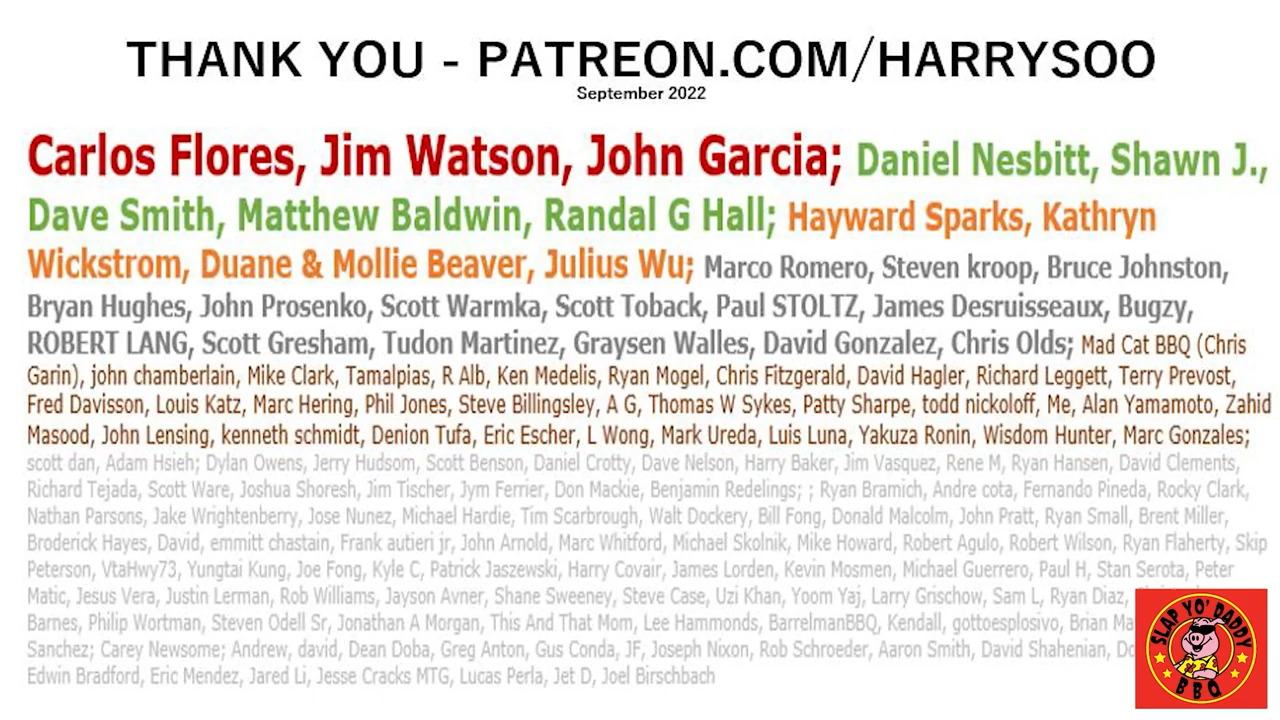 THANK YOU - PATREON.COM/HARRYSOO
September 2022
Carlos Flores, Jim Watson, John Garcia; Daniel Nesbitt, Shawn J.,
Dave Smith, Matthew Baldwin, Randal G Hall; Hayward Sparks, Kathryn
Wickstrom, Duane & Mollie Beaver, Julius Wu; Marco Romero, Steven kroop, Bruce Johnston,
Bryan Hughes, John Prosenko, Scott Warmka, Scott Toback, Paul STOLTZ, James Desruisseaux, Bugzy,
ROBERT LANG, Scott Gresham, Tudon Martinez, Graysen Walles, David Gonzalez, Chris Olds; Mad Cat BBQ (Chris
Garin), john chamberlain, Mike Clark, Tamalpias, R Alb, Ken Medelis, Ryan Mogel, Chris Fitzgerald, David Hagler, Richard Leggett, Terry Prevost,
Fred Davisson, Louis Katz, Marc Hering, Phil Jones, Steve Billingsley, A G, Thomas W Sykes, Patty Sharpe, todd nickoloff, Me, Alan Yamamoto, Zahid
Masood, John Lensing, kenneth schmidt, Denion Tufa, Eric Escher, L Wong, Mark Ureda, Luis Luna, Yakuza Ronin, Wisdom Hunter, Marc Gonzales;
scott dan, Adam Hsieh; Dylan Owens, Jerry Hudsom, Scott Benson, Daniel Crotty, Dave Nelson, Harry Baker, Jim Vasquez, Rene M, Ryan Hansen, David Clements,
Richard Tejada, Scott Ware, Joshua Shoresh, Jim Tischer, Jym Ferrier, Don Mackie, Benjamin Redelings; ; Ryan Bramich, Andre cota, Fernando Pineda, Rocky Clark,
Nathan Parsons, Jake Wrightenberry, Jose Nunez, Michael Hardie, Tim Scarbrough, Walt Dockery, Bill Fong, Donald Malcolm, John Pratt, Ryan Small, Brent Miller,
Broderick Hayes, David, emmitt chastain, Frank autieri jr, John Arnold, Marc Whitford, Michael Skolnik, Mike Howard, Robert Agulo, Robert Wilson, Ryan Flaherty, Skip
Peterson, VtaHwy73, Yungtai Kung, Joe Fong, Kyle C, Patrick Jaszewski, Harry Covair, James Lorden, Kevin Mosmen, Michael Guerrero, Paul H, Stan Serota, Peter
Matic, Jesus Vera, Justin Lerman, Rob Williams, Jayson Avner, Shane Sweeney, Steve Case, Uzi Khan, Yoom Yaj, Larry Grischow, Sam L, Ryan Diaz,
Barnes, Philip Wortman, Steven Odell Sr, Jonathan A Morgan, This And That Mom, Lee Hammonds, BarrelmanBBQ, Kendall, gottoesplosivo, Brian
Sanchez; Carey Newsome; Andrew, david, Dean Doba, Greg Armin, Gus Conda, JF, Joseph Nixon, Rob Schroeder, Aaron Smith, David Shahenian,
Edwin Bradford, Eric Mendez, Jared Li, Jesse Cracks MTG, Lucas Perla, Jet D, Joel Birschbach
SLAP YO' DADDY
BBQ